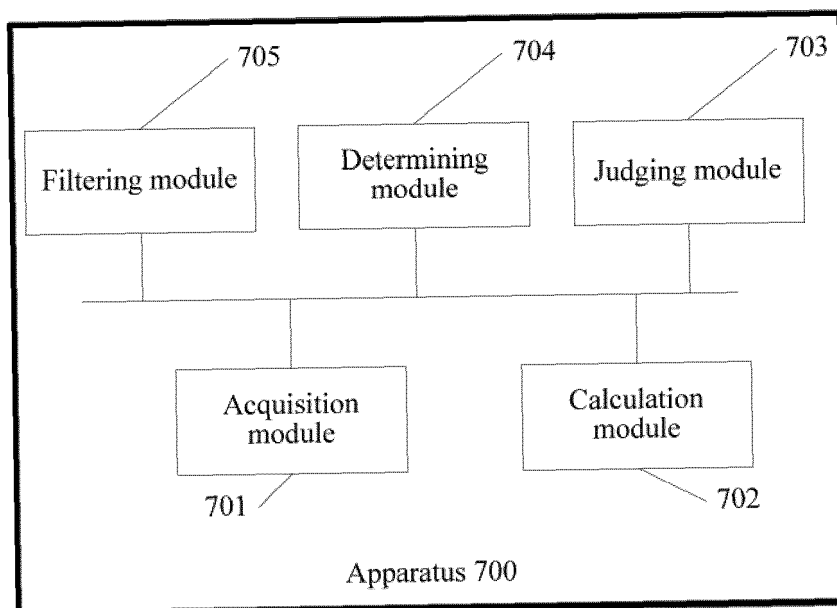 705
704
703
Filtering module
Determining
module
Judging module
Acquisition
module
Calculation
module
701
702
Apparatus 700